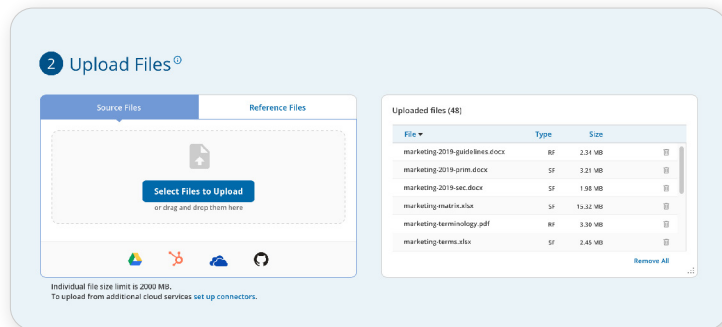 2 Upload Files
Source Files
Reference Files
Select Files to Upload
or drag and drop them here
Individual file size limit is 2000 MB.
To upload from additional cloud services set up connectors.
Uploaded files (48)
File Type Size
marketing-2019-guidelines.docx RF 2.31 MB
marketing-2019-prim.docx SF 3.21 MB
marketing-2019-sec.docx SF 1.98 MB
marketing-matrix.xlsx SF 15.32 MB
marketing-terminology.pdf RF 3.30 MB
marketing-terms.xlsx SF 2.45 MB
Remove All